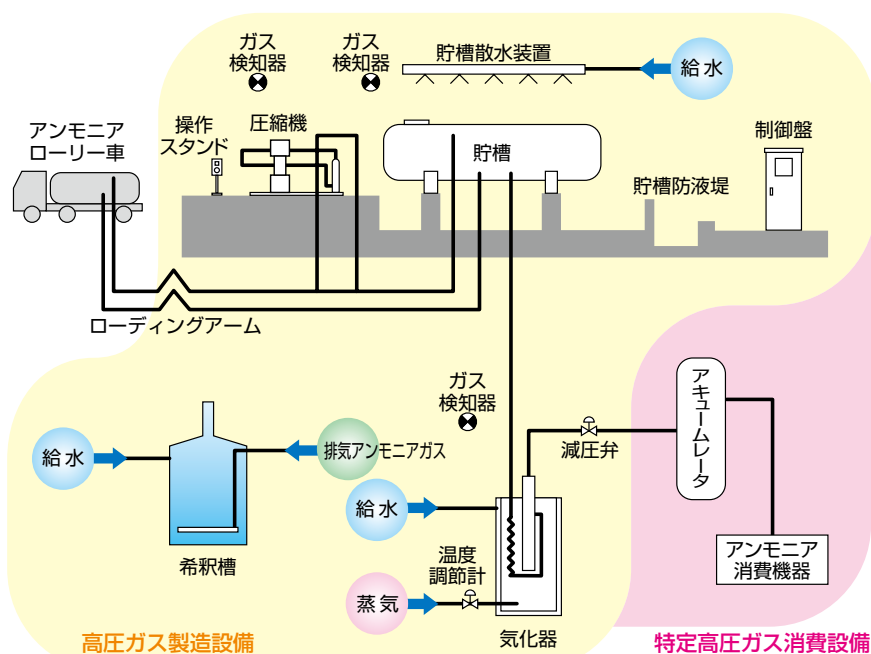 ガス
検知器
ガス
検知器
貯槽散水装置
給水
アンモニア
ローリー車
操作
スタンド
圧縮機
貯槽
制御盤
貯槽防液堤
ローディングアーム
ガス
検知器
アキュームレータ
減圧弁
給水
排気アンモニアガス
給水
希釈槽
温度
調節計
蒸気
気化器
アンモニア
消費機器
高圧ガス製造設備
特定高圧ガス消費設備